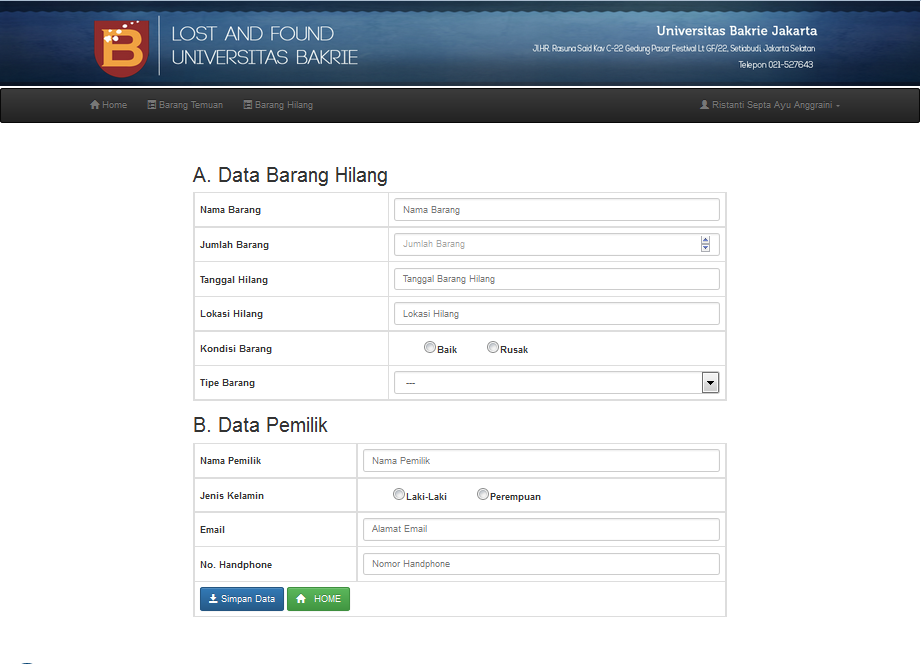 B
LOST AND FOUND
UNIVERSITAS BAKRIE
Universitas Bakrie Jakarta
Jl.HR. Rasuna Said Kav C-22 Gedung Pasar Festival Lt GF/22, Setiabudi, Jakarta Selatan
Telepon 021-527643
Home Barang Temuan Barang Hilang Ristanti Septa Ayu Anggraini
A. Data Barang Hilang
Nama Barang Nama Barang
Jumlah Barang Jumlah Barang
Tanggal Hilang Tanggal Barang Hilang
Lokasi Hilang Lokasi Hilang
Kondisi Barang Baik Rusak
Tipe Barang ---
B. Data Pemilik
Nama Pemilik Nama Pemilik
Jenis Kelamin Laki-Laki Perempuan
Email Alamat Email
No. Handphone Nomor Handphone
Simpan Data HOME